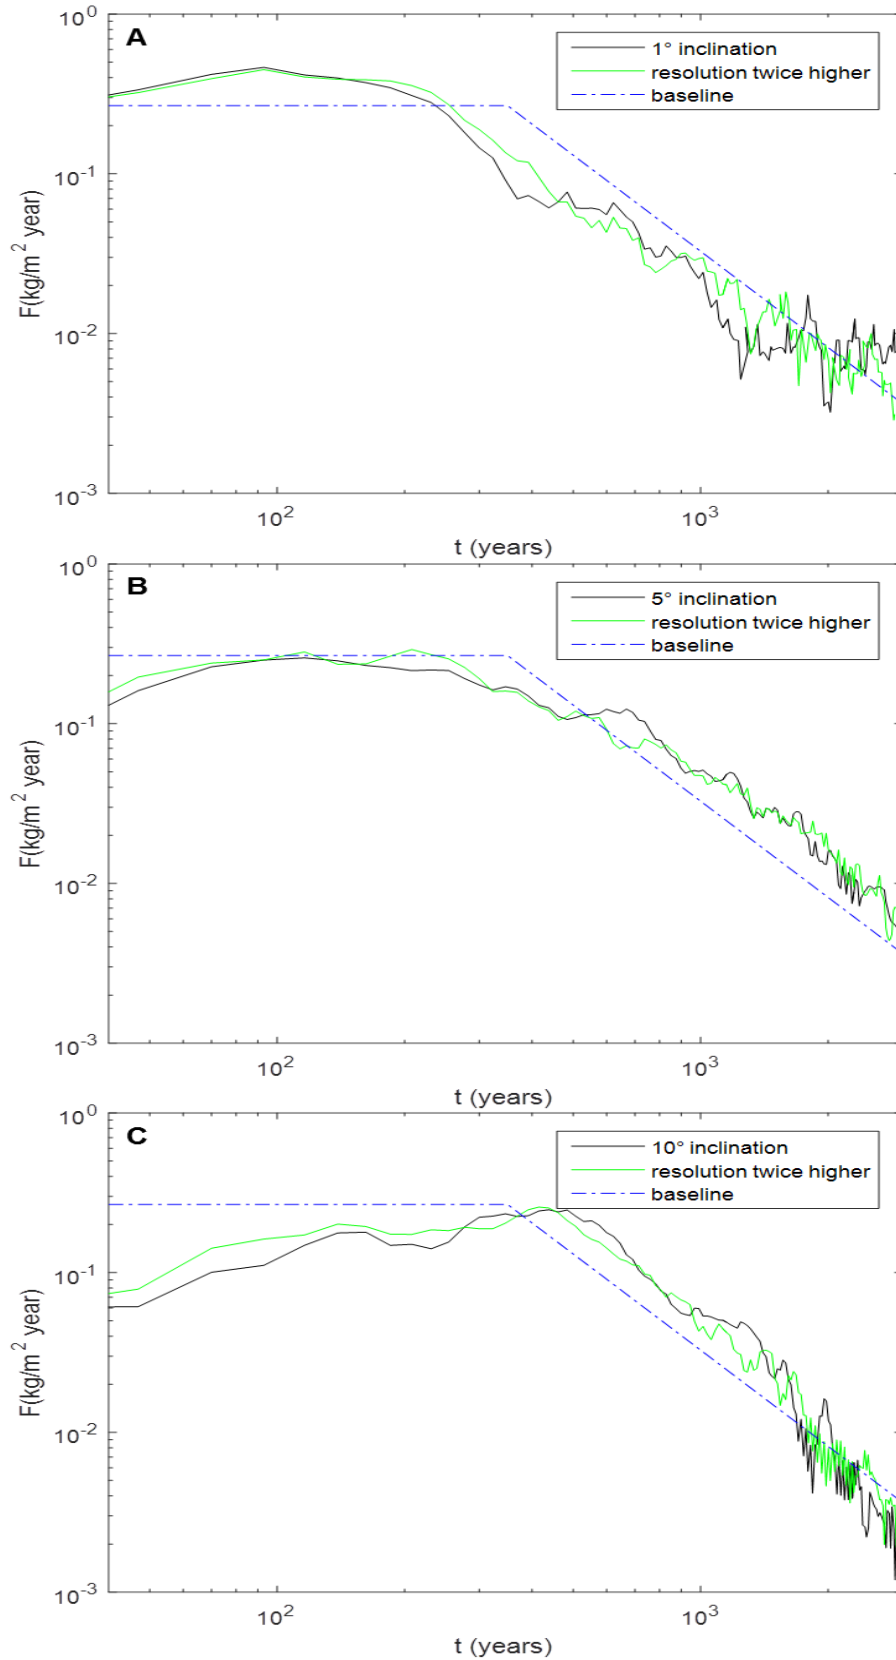 A
10^0
1° inclination
resolution twice higher
baseline
10^-1
F(kg/m^2 year)
10^-2
10^-3
10^2
10^3
t (years)
B
10^0
5° inclination
resolution twice higher
baseline
10^-1
F(kg/m^2 year)
10^-2
10^-3
10^2
10^3
t (years)
C
10^0
10° inclination
resolution twice higher
baseline
10^-1
F(kg/m^2 year)
10^-2
10^-3
10^2
10^3
t (years)